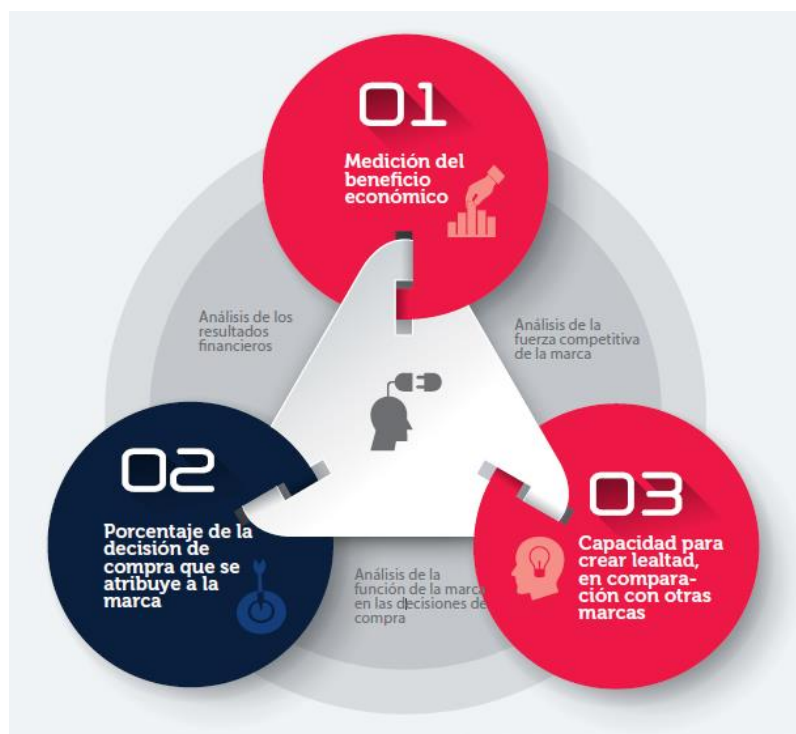 01
Medición del
beneficio
económico
Análisis de los
resultados
financieros
Análisis de la
fuerza competitiva
de la marca
02
Porcentaje de la
decisión de
compra que se
atribuye a la
marca
03
Capacidad para
crear lealtad,
en compara-
ción con otras
marcas
Análisis de la
función de la marca
en las decisiones de
compra